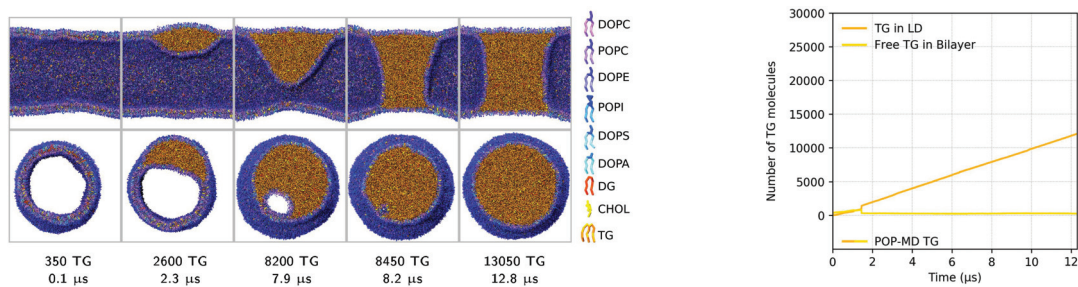 350 TG
0.1 μs
2600 TG
2.3 μs
8200 TG
7.9 μs
8450 TG
8.2 μs
13050 TG
12.8 μs
DOPC
POPC
DOPE
POPI
DOPS
DOPA
DG
CHOL
TG
Number of TG molecules
30000
25000
20000
15000
10000
5000
0
TG in LD
Free TG in Bilayer
POP-MD TG
0 2 4 6 8 10 12
Time (μs)